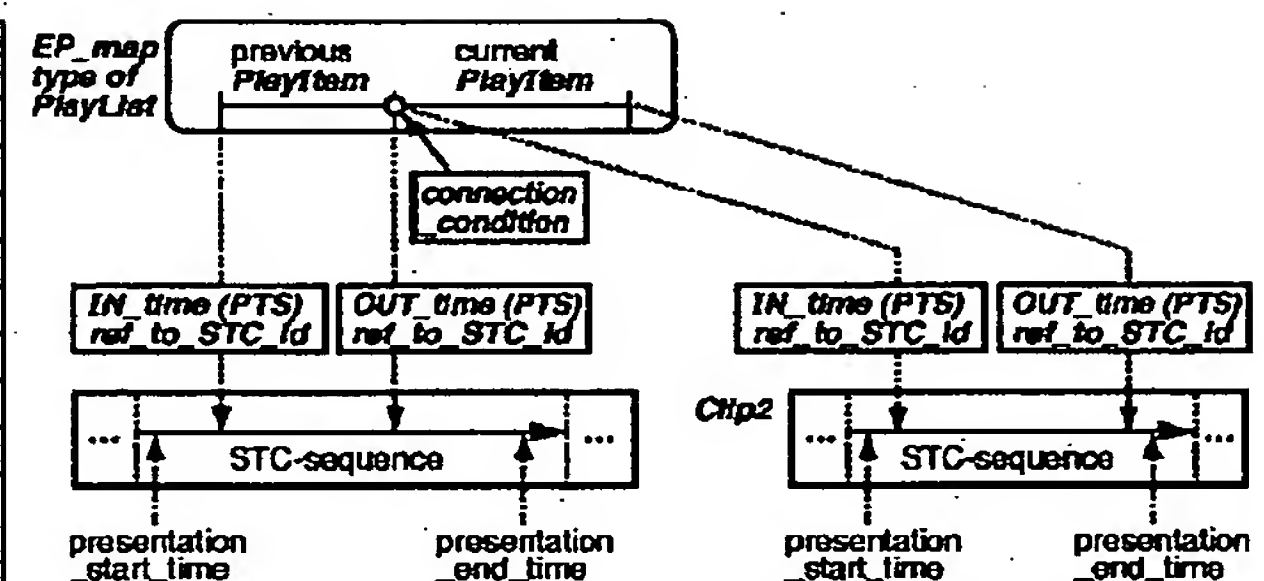 EP_map
type of
PlayList
previous
PlayItem
current
PlayItem
connection
_condition
IN_time (PTS)
ref_to_STC_id
OUT_time (PTS)
ref_to_STC_id
IN_time (PTS)
ref_to_STC_id
OUT_time (PTS)
ref_to_STC_id
... STC-sequence ...
Clip2
... STC-sequence ...
presentation
_start_time
presentation
_end_time
presentation
_start_time
presentation
_end_time